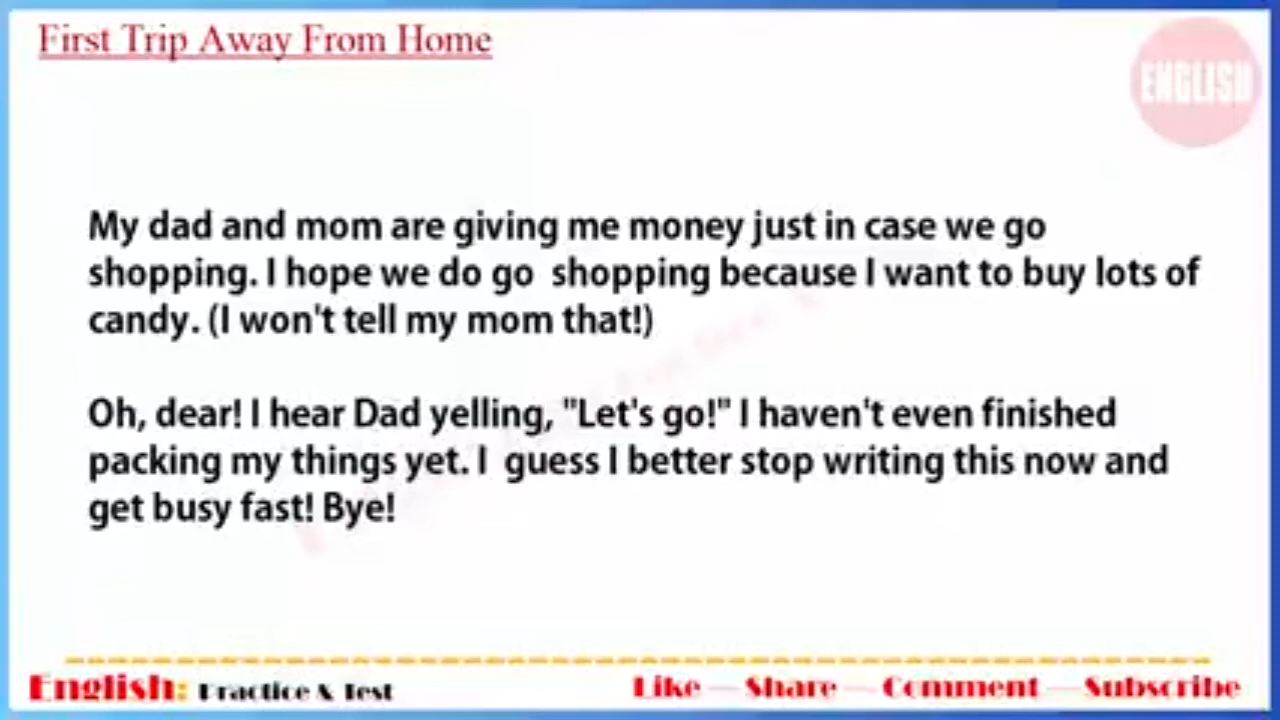 First Trip Away From Home
ENGLISH
My dad and mom are giving me money just in case we go
shopping. I hope we do go  shopping because I want to buy lots of
candy. (I won't tell my mom that!)
Oh, dear! I hear Dad yelling, "Let's go!" I haven't even finished
packing my things yet. I  guess I better stop writing this now and
get busy fast! Bye!
English: Practice & Test
Like — Share — Comment — Subscribe